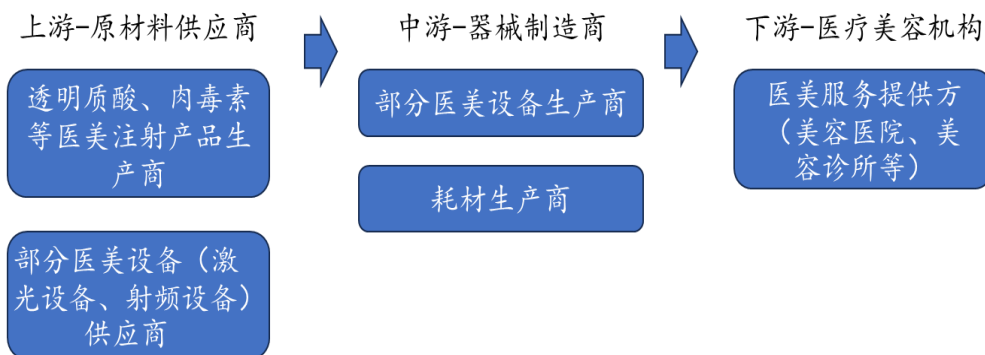 上游-原材料供应商
透明质酸、肉毒素
等医美注射产品生
产商
部分医美设备（激
光设备、射频设备）
供应商
中游-器械制造商
部分医美设备生产商
耗材生产商
下游-医疗美容机构
医美服务提供方
（美容医院、美
容诊所等）